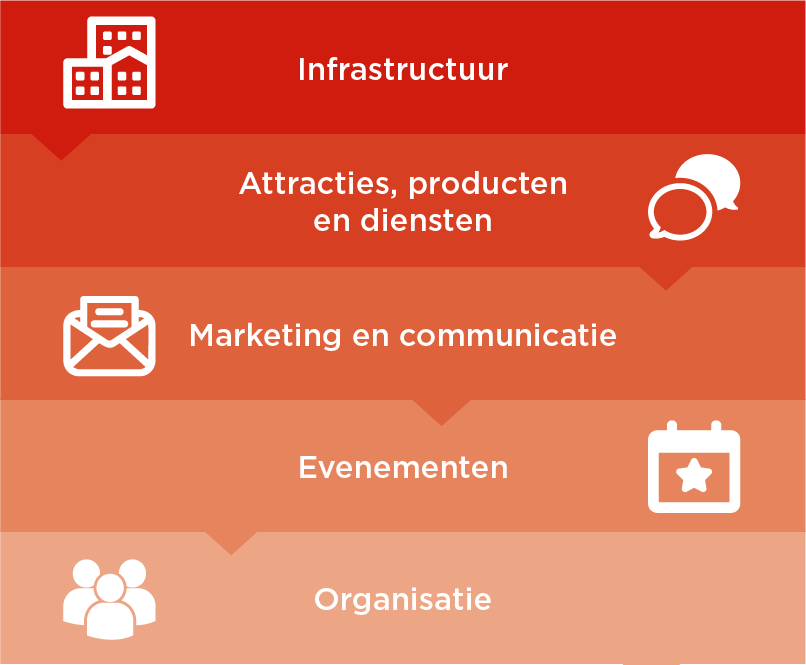 Infrastructuur
Attracties, producten
en diensten
Marketing en communicatie
Evenementen
Organisatie